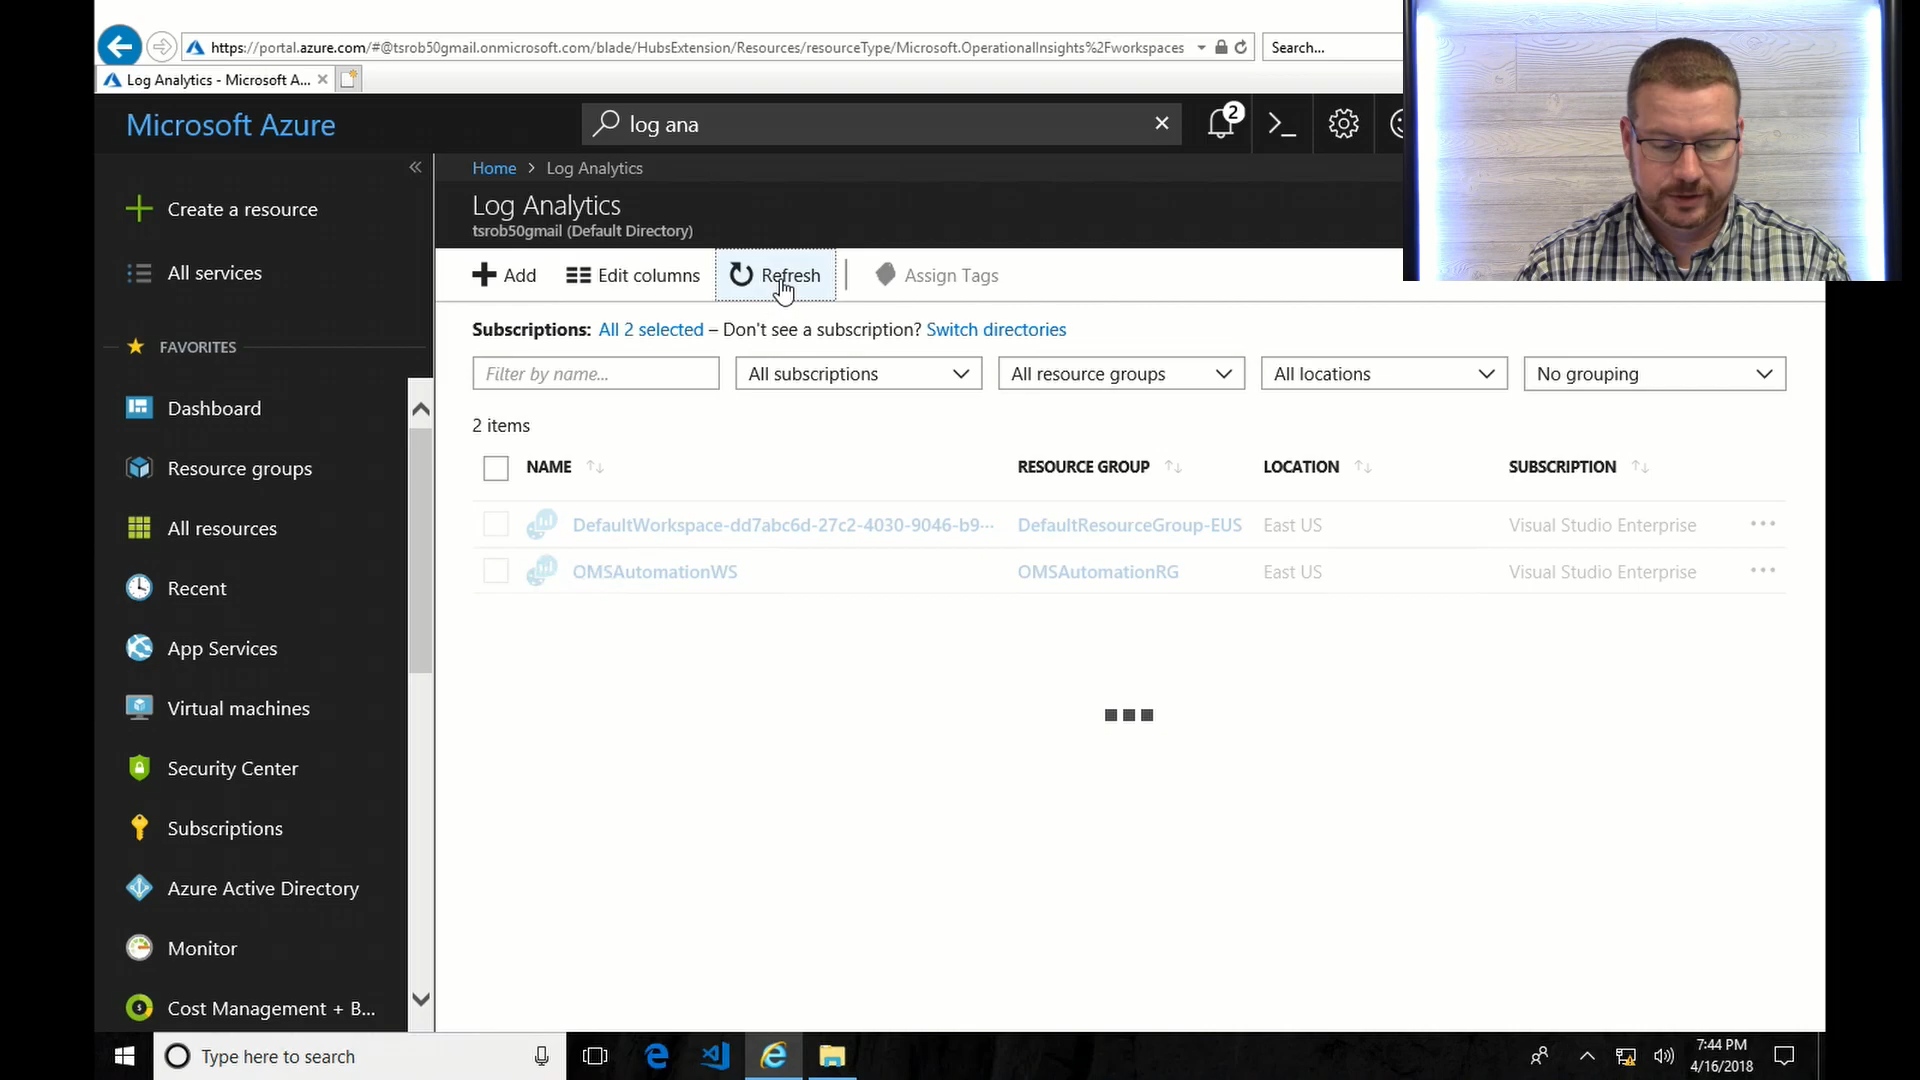 https://portal.azure.com/#@tsrob50gmail.onmicrosoft.com/blade/HubsExtension/Resources/resourceType/Microsoft.OperationalInsights%2Fworkspaces
Search...
Log Analytics - Microsoft A...
Microsoft Azure
log ana
2
Home > Log Analytics
Log Analytics
tsrob50gmail (Default Directory)
Create a resource
All services
FAVORITES
Dashboard
Resource groups
All resources
Recent
App Services
Virtual machines
Security Center
Subscriptions
Azure Active Directory
Monitor
Cost Management + B...
Add
Edit columns
Refresh
Assign Tags
Subscriptions: All 2 selected – Don't see a subscription? Switch directories
Filter by name...
All subscriptions
All resource groups
All locations
No grouping
2 items
NAME RESOURCE GROUP LOCATION SUBSCRIPTION
DefaultWorkspace-dd7abc6d-27c2-4030-9046-b9··· DefaultResourceGroup-EUS East US Visual Studio Enterprise
OMSAutomationWS OMSAutomationRG East US Visual Studio Enterprise
Type here to search
7:44 PM
4/16/2018